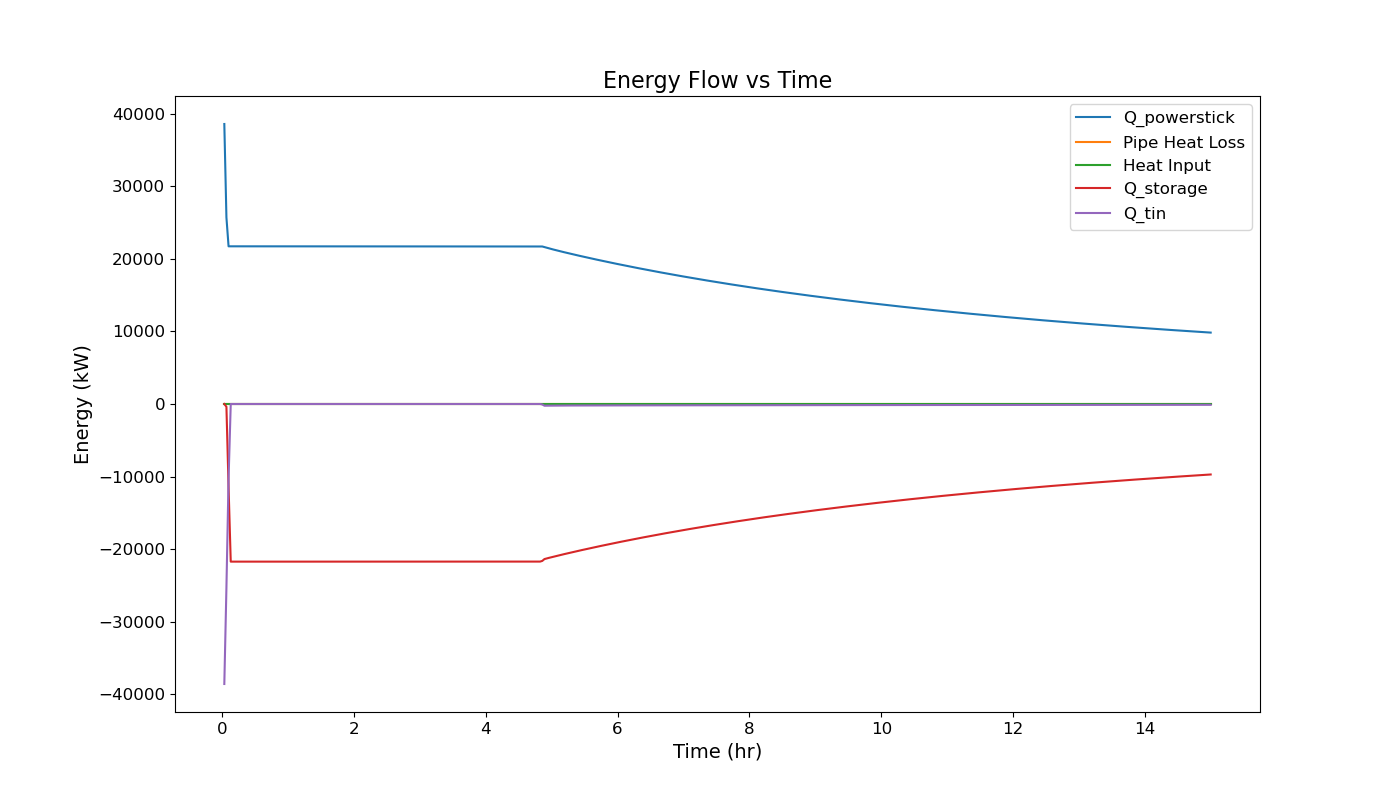 Energy Flow vs Time
Energy (kW)
40000
30000
20000
10000
0
−10000
−20000
−30000
−40000
Q_powerstick
Pipe Heat Loss
Heat Input
Q_storage
Q_tin
0 2 4 6 8 10 12 14
Time (hr)